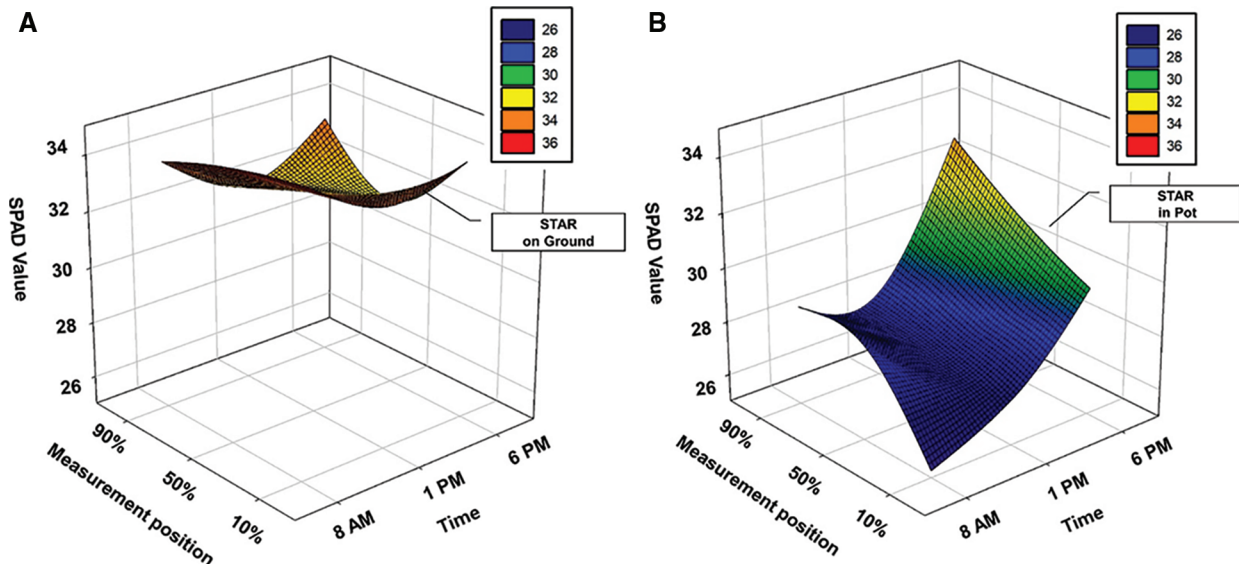 A
26
28
30
32
34
36
34
32
30
28
26
SPAD Value
STAR
on Ground
90%
50%
10%
Measurement position
8 AM
1 PM
6 PM
Time
B
26
28
30
32
34
36
34
32
30
28
26
SPAD Value
STAR
in Pot
90%
50%
10%
Measurement position
8 AM
1 PM
6 PM
Time